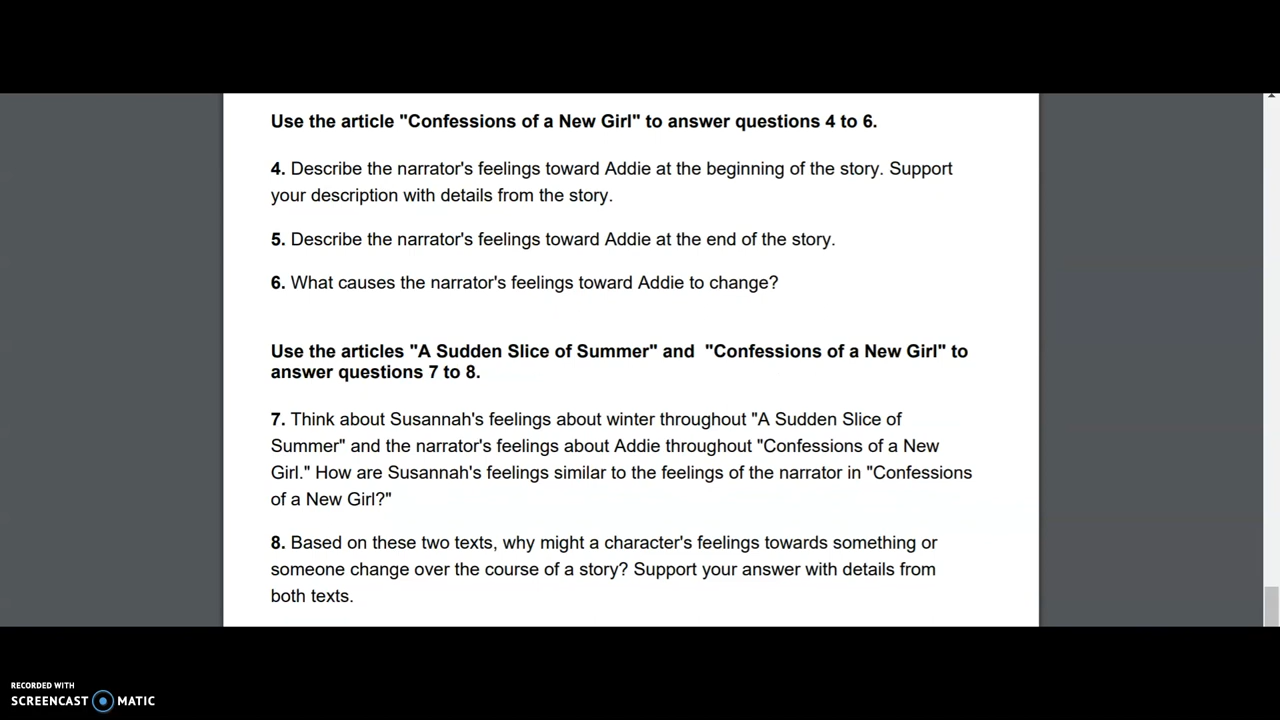 Use the article "Confessions of a New Girl" to answer questions 4 to 6.
4. Describe the narrator's feelings toward Addie at the beginning of the story. Support
your description with details from the story.
5. Describe the narrator's feelings toward Addie at the end of the story.
6. What causes the narrator's feelings toward Addie to change?
Use the articles "A Sudden Slice of Summer" and  "Confessions of a New Girl" to
answer questions 7 to 8.
7. Think about Susannah's feelings about winter throughout "A Sudden Slice of
Summer" and the narrator's feelings about Addie throughout "Confessions of a New
Girl." How are Susannah's feelings similar to the feelings of the narrator in "Confessions
of a New Girl?"
8. Based on these two texts, why might a character's feelings towards something or
someone change over the course of a story? Support your answer with details from
both texts.
RECORDED WITH
SCREENCAST MATIC